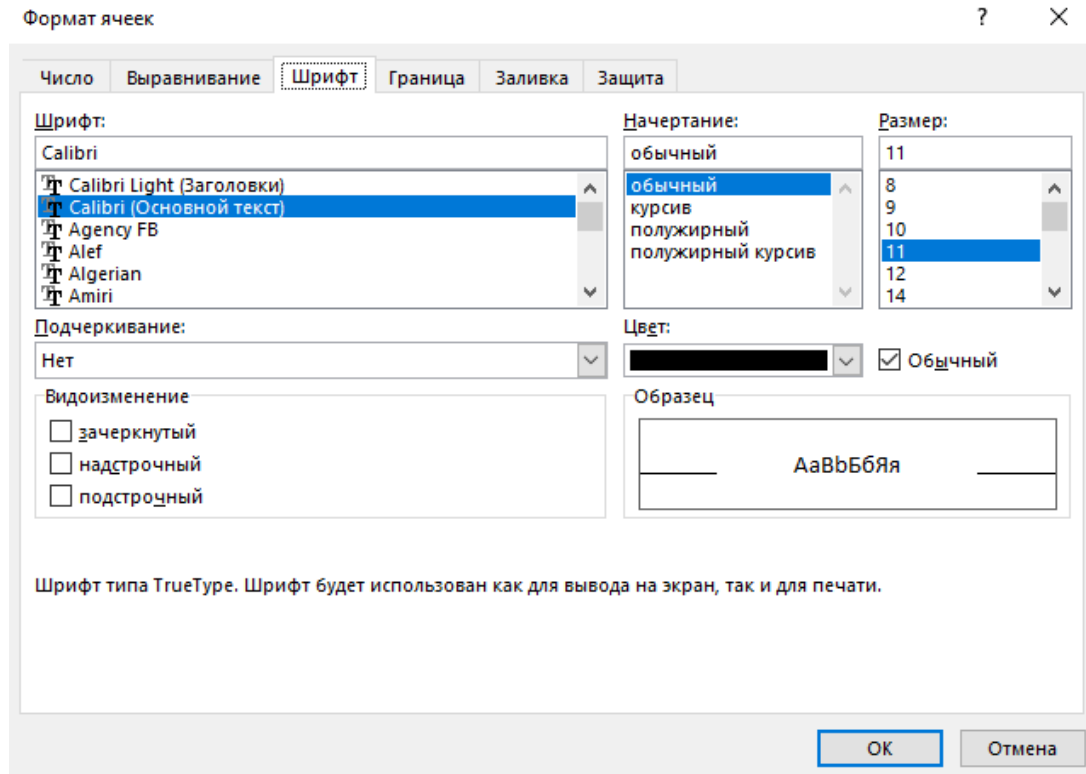 Формат ячеек
?
Число Выравнивание Шрифт Граница Заливка Защита
Шрифт: Начертание: Размер:
Calibri обычный 11
Calibri Light (Заголовки) обычный 8
Calibri (Основной текст) курсив 9
Agency FB полужирный 10
Alef полужирный курсив 11
Algerian 12
Amiri 14
Подчеркивание: Цвет:
Нет Обычный
Видоизменение Образец
зачеркнутый
надстрочный АаВbБбЯя
подстрочный
Шрифт типа TrueType. Шрифт будет использован как для вывода на экран, так и для печати.
ОК Отмена